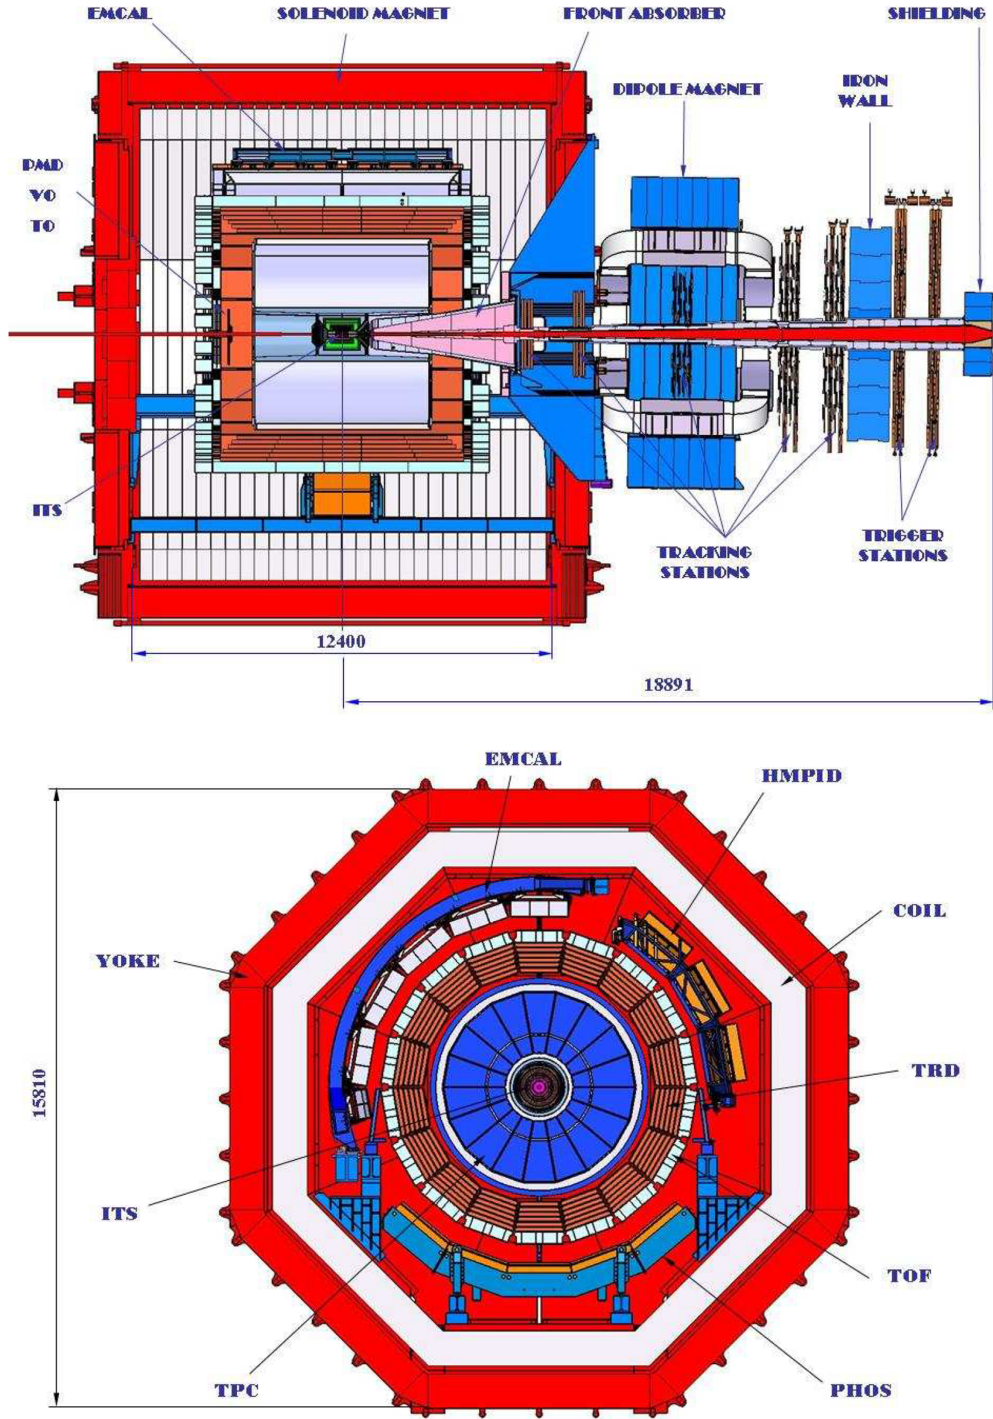 EMCAL
SOLENOID MAGNET
FRONT ABSORBER
SHIELDING
DIPOLE MAGNET
IRON
WALL
PMD
V0
T0
ITS
TRACKING
STATIONS
TRIGGER
STATIONS
12400
18891
EMCAL
HMPID
COIL
YOKE
TRD
15810
ITS
TOF
TPC
PHOS